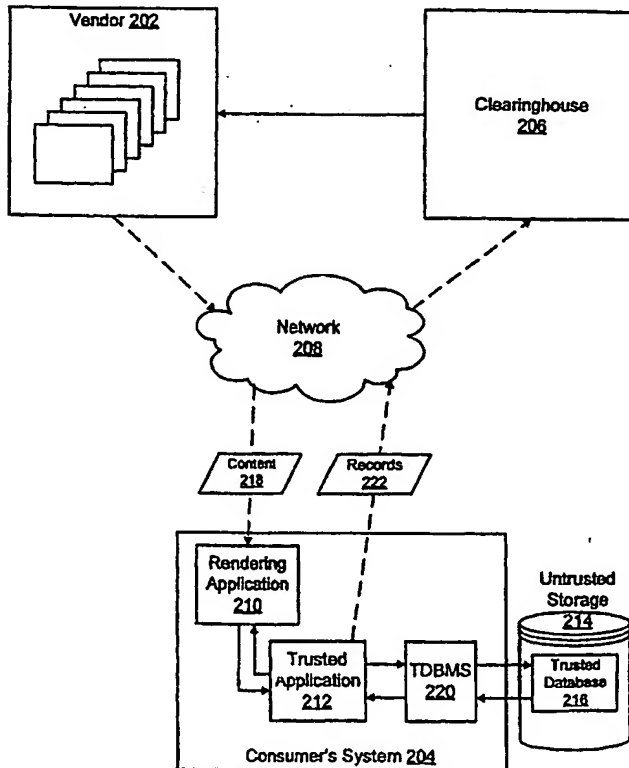 Vendor 202
Clearinghouse
206
Network
208
Content
218
Records
222
Rendering
Application
210
Untrusted
Storage
214
Trusted
Application
212
TDBMS
220
Trusted
Database
216
Consumer's System 204